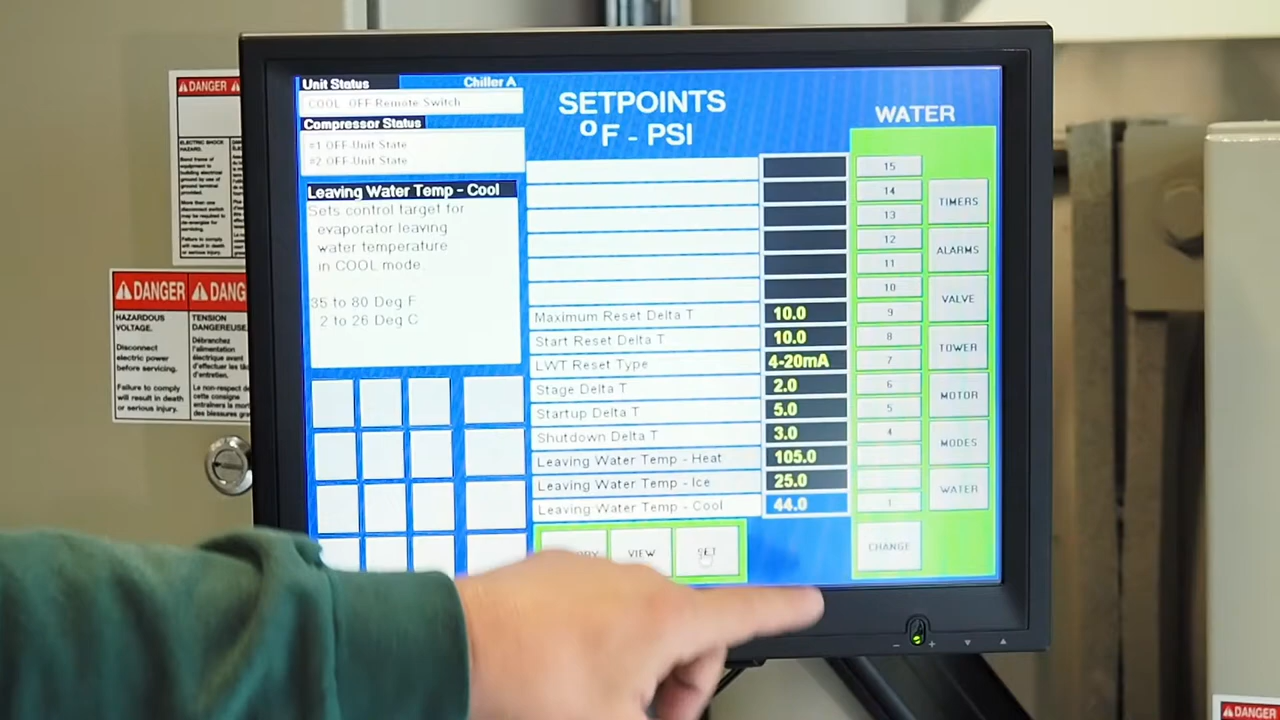 Unit Status
Chiller A
COOL OFF-Remote Switch
Compressor Status
#1 OFF-Unit State
#2 OFF-Unit State
Leaving Water Temp - Cool
Sets control target for
evaporator leaving
water temperature
in COOL mode.
35 to 80 Deg F
2 to 26 Deg C
SETPOINTS
°F - PSI
Maximum Reset Delta T 10.0
Start Reset Delta T 10.0
LWT Reset Type 4-20mA
Stage Delta T 2.0
Startup Delta T 5.0
Shutdown Delta T 3.0
Leaving Water Temp - Heat 105.0
Leaving Water Temp - Ice 25.0
Leaving Water Temp - Cool 44.0
VIEW
SET
WATER
15
14
13
12
11
10
9
8
7
6
5
4
1
CHANGE
TIMERS
ALARMS
VALVE
TOWER
MOTOR
MODES
WATER
DANGER
ELECTRIC SHOCK
HAZARD.
DANGER
HAZARDOUS
VOLTAGE.
Disconnect
electric power
before servicing.
Failure to comply
will result in death
or serious injury.
DANG
TENSION
DANGEREUSE
Débranchez
l'alimentation
DANGER